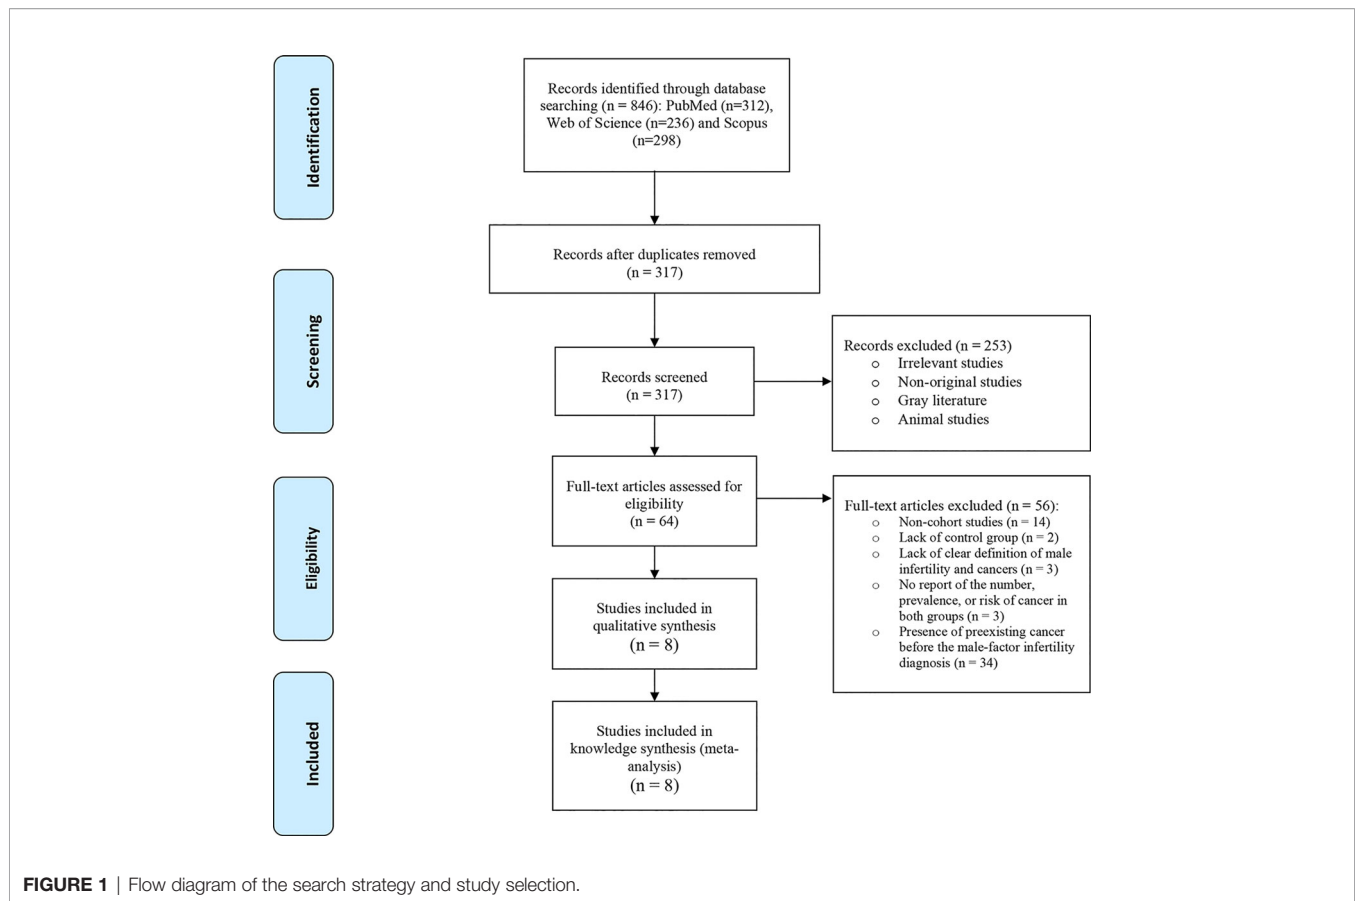 Identification
Records identified through database
searching (n = 846): PubMed (n=312),
Web of Science (n=236) and Scopus
(n=298)
Records after duplicates removed
(n = 317)
Screening
Records screened
(n = 317)
Records excluded (n = 253)
o Irrelevant studies
o Non-original studies
o Gray literature
o Animal studies
Eligibility
Full-text articles assessed for
eligibility
(n = 64)
Full-text articles excluded (n = 56):
o Non-cohort studies (n = 14)
o Lack of control group (n = 2)
o Lack of clear definition of male
infertility and cancers (n = 3)
o No report of the number,
prevalence, or risk of cancer in
both groups (n = 3)
o Presence of preexisting cancer
before the male-factor infertility
diagnosis (n = 34)
Studies included in
qualitative synthesis
(n = 8)
Included
Studies included in
knowledge synthesis (meta-
analysis)
(n = 8)
FIGURE 1 | Flow diagram of the search strategy and study selection.